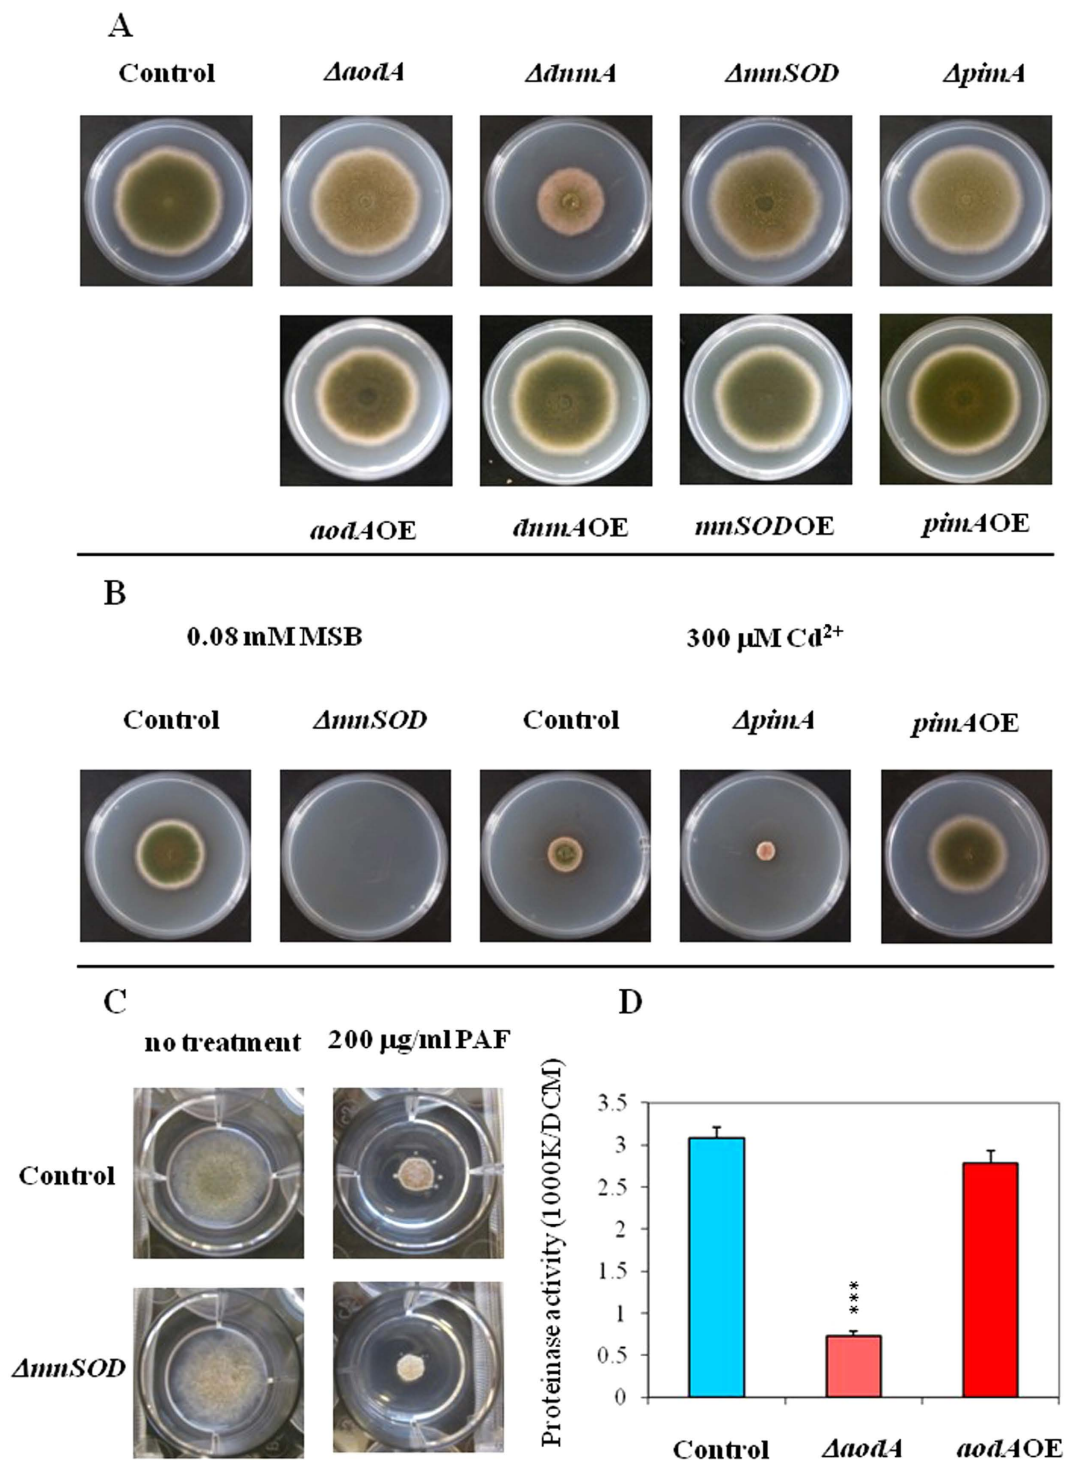 A
Control ΔaodA ΔdnmA ΔmnSOD ΔpimA
aodAOE dnmAOE mnSODOE pimAOE
B
0.08 mM MSB 300 μM Cd²⁺
Control ΔmnSOD Control ΔpimA pimAOE
C
no treatment 200 μg/ml PAF
Control
ΔmnSOD
D
Proteinase activity (1000K/DCM)
3.5
3
2.5
2
1.5
1
0.5
0
***
Control ΔaodA aodAOE